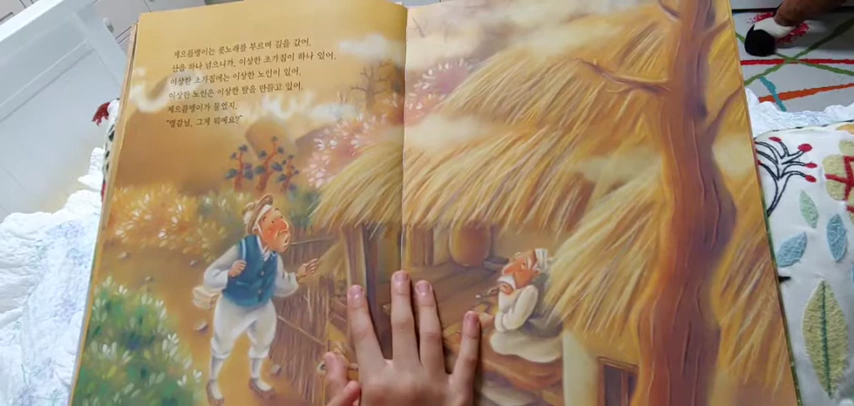 게으름뱅이는 콧노래를 부르며 길을 갔어.
산을 하나 넘으니까, 이상한 초가집이 하나 있어.
이상한 초가집에는 이상한 노인이 있어.
이상한 노인은 이상한 탈을 만들고 있어.
게으름뱅이가 물었지.
"영감님, 그게 뭐예요?"